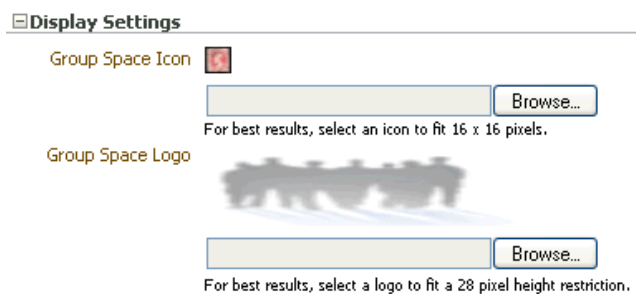 Display Settings
Group Space Icon
Browse...
For best results, select an icon to fit 16 x 16 pixels.
Group Space Logo
Browse...
For best results, select a logo to fit a 28 pixel height restriction.